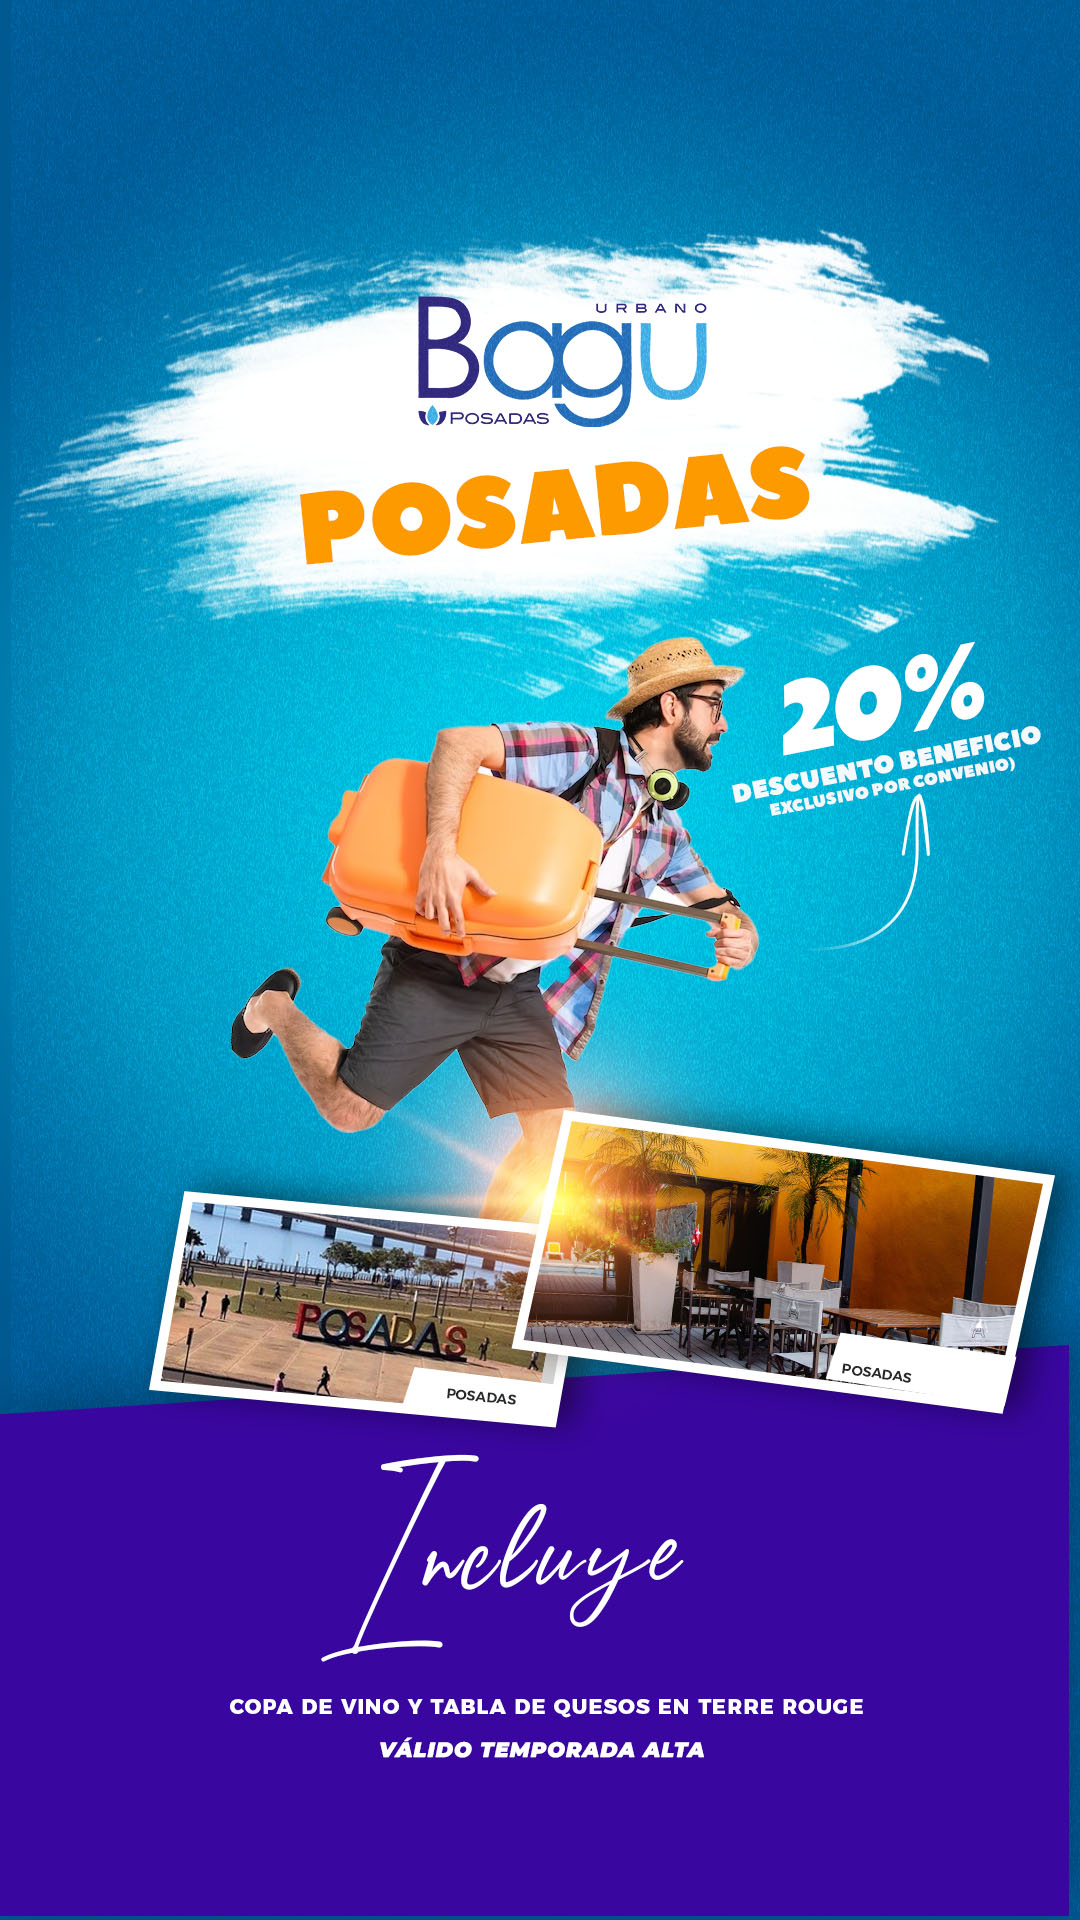 URBANO
Bagu
POSADAS
POSADAS
20%
DESCUENTO BENEFICIO
EXCLUSIVO POR CONVENIO)
POSADAS
POSADAS
POSADAS
Incluye
COPA DE VINO Y TABLA DE QUESOS EN TERRE ROUGE
VÁLIDO TEMPORADA ALTA